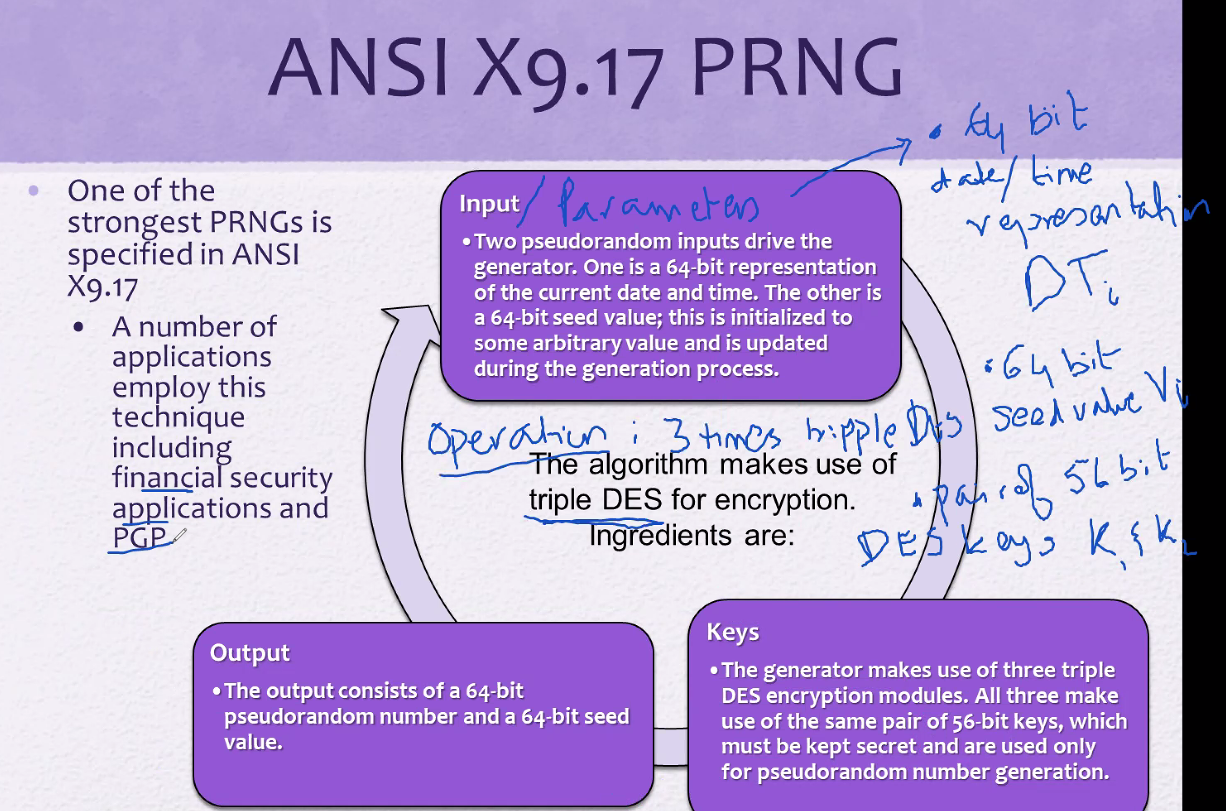 ANSI X9.17 PRNG
• One of the
strongest PRNGs is
specified in ANSI
X9.17
• A number of
applications
employ this
technique
including
financial security
applications and
PGP
Input / Parameters
• Two pseudorandom inputs drive the
generator. One is a 64-bit representation
of the current date and time. The other is
a 64-bit seed value; this is initialized to
some arbitrary value and is updated
during the generation process.
• 64 bit
date/time
representation
DTi
• 64 bit
seed value Vi
• pair of 56 bit
DES keys K1 & K2
Operation : 3 times tripple DES
The algorithm makes use of
triple DES for encryption.
Ingredients are:
Output
• The output consists of a 64-bit
pseudorandom number and a 64-bit seed
value.
Keys
• The generator makes use of three triple
DES encryption modules. All three make
use of the same pair of 56-bit keys, which
must be kept secret and are used only
for pseudorandom number generation.